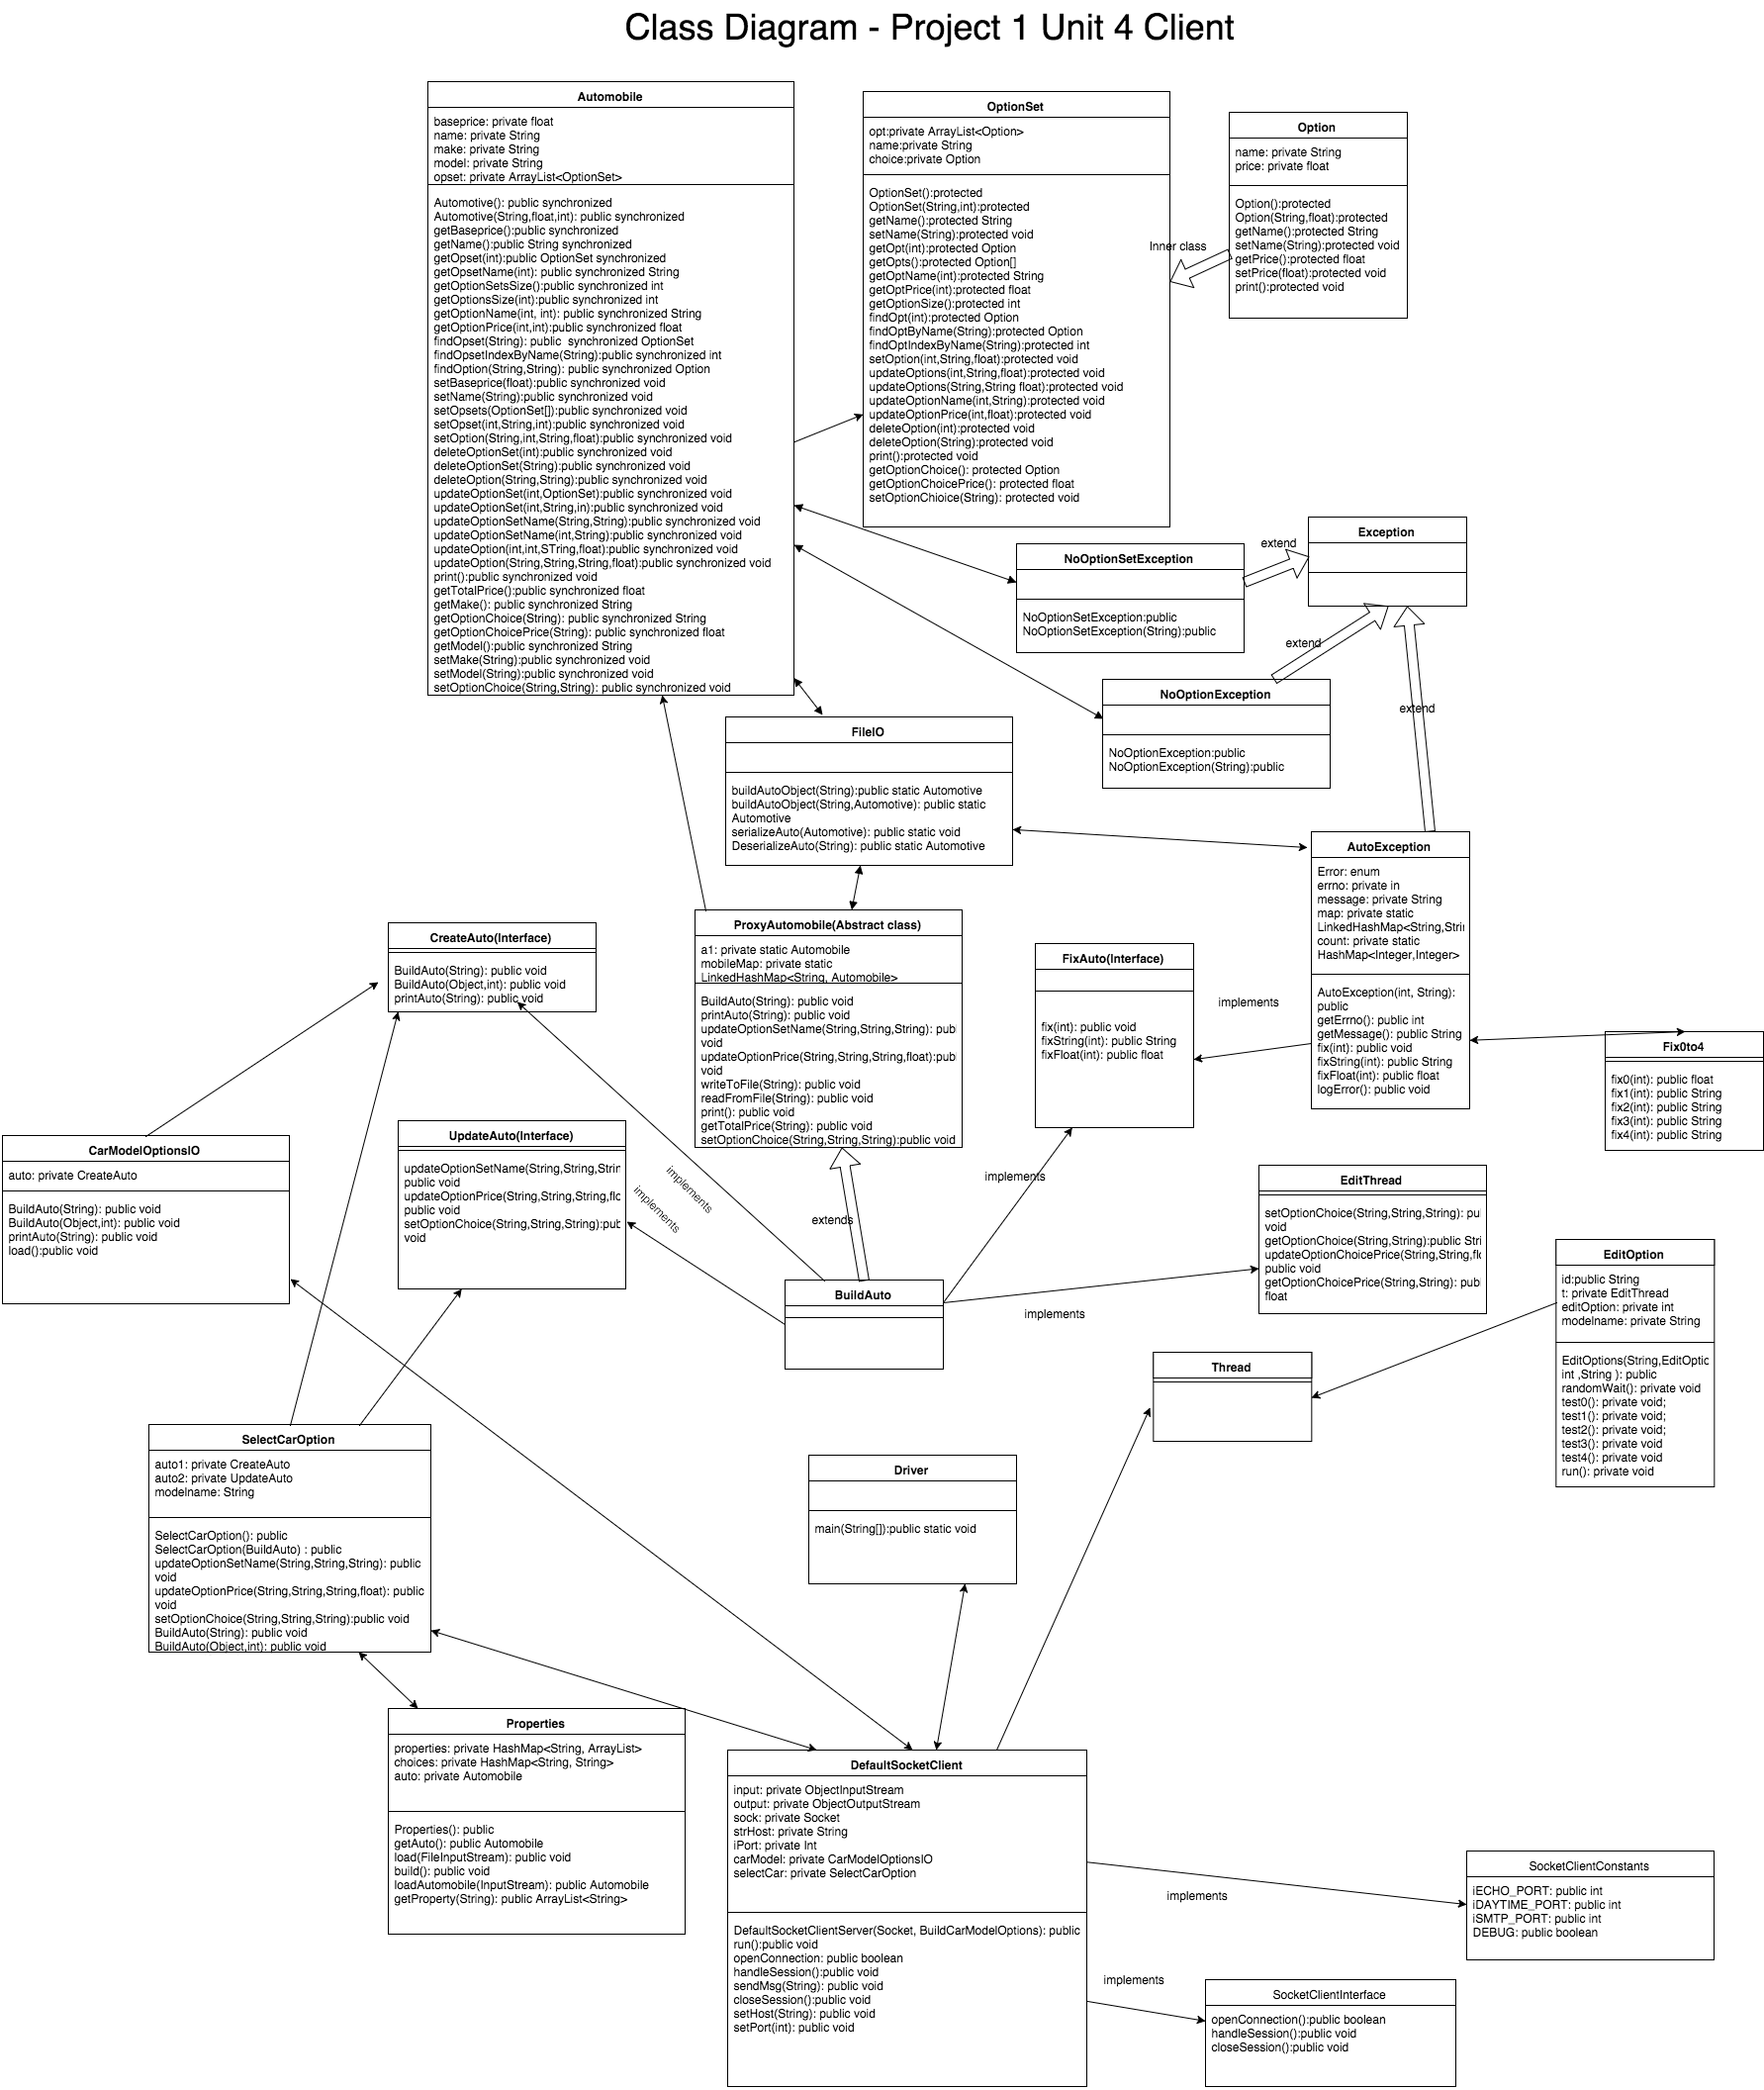 Class Diagram - Project 1 Unit 4 Client
Automobile
baseprice: private float
name: private String
make: private String
model: private String
opset: private ArrayList<OptionSet>
Automotive(): public synchronized
Automotive(String,float,int): public synchronized
getBaseprice():public synchronized
getName():public String synchronized
getOpset(int):public OptionSet synchronized
getOpsetName(int): public synchronized String
getOptionSetsSize():public synchronized int
getOptionsSize(int):public synchronized int
getOptionName(int, int): public synchronized String
getOptionPrice(int,int):public synchronized float
findOpset(String): public  synchronized OptionSet
findOpsetIndexByName(String):public synchronized int
findOption(String,String): public synchronized Option
setBaseprice(float):public synchronized void
setName(String):public synchronized void
setOpsets(OptionSet[]):public synchronized void
setOpset(int,String,int):public synchronized void
setOption(String,int,String,float):public synchronized void
deleteOptionSet(int):public synchronized void
deleteOptionSet(String):public synchronized void
deleteOption(String,String):public synchronized void
updateOptionSet(int,OptionSet):public synchronized void
updateOptionSet(int,String,in):public synchronized void
updateOptionSetName(String,String):public synchronized void
updateOptionSetName(int,String):public synchronized void
updateOption(int,int,STring,float):public synchronized void
updateOption(String,String,String,float):public synchronized void
print():public synchronized void
getTotalPrice():public synchronized float
getMake(): public synchronized String
getOptionChoice(String): public synchronized String
getOptionChoicePrice(String): public synchronized float
getModel():public synchronized String
setMake(String):public synchronized void
setModel(String):public synchronized void
setOptionChoice(String,String): public synchronized void
OptionSet
opt:private ArrayList<Option>
name:private String
choice:private Option
OptionSet():protected
OptionSet(String,int):protected
getName():protected String
setName(String):protected void
getOpt(int):protected Option
getOpts():protected Option[]
getOptName(int):protected String
getOptPrice(int):protected float
getOptionSize():protected int
findOpt(int):protected Option
findOptByName(String):protected Option
findOptIndexByName(String):protected int
setOption(int,String,float):protected void
updateOptions(int,String,float):protected void
updateOptions(String,String float):protected void
updateOptionName(int,String):protected void
updateOptionPrice(int,float):protected void
deleteOption(int):protected void
deleteOption(String):protected void
print():protected void
getOptionChoice(): protected Option
getOptionChoicePrice(): protected float
setOptionChioice(String): protected void
Inner class
Option
name: private String
price: private float
Option():protected
Option(String,float):protected
getName():protected String
setName(String):protected void
getPrice():protected float
setPrice(float):protected void
print():protected void
NoOptionSetException
NoOptionSetException:public
NoOptionSetException(String):public
extend
Exception
extend
NoOptionException
NoOptionException:public
NoOptionException(String):public
extend
FileIO
buildAutoObject(String):public static Automotive
buildAutoObject(String,Automotive): public static
Automotive
serializeAuto(Automotive): public static void
DeserializeAuto(String): public static Automotive
AutoException
Error: enum
errno: private in
message: private String
map: private static
LinkedHashMap<String,Stri
count: private static
HashMap<Integer,Integer>
AutoException(int, String):
public
getErrno(): public int
getMessage(): public String
fix(int): public void
fixString(int): public String
fixFloat(int): public float
logError(): public void
CreateAuto(Interface)
BuildAuto(String): public void
BuildAuto(Object,int): public void
printAuto(String): public void
ProxyAutomobile(Abstract class)
a1: private static Automobile
mobileMap: private static
LinkedHashMap<String, Automobile>
BuildAuto(String): public void
printAuto(String): public void
updateOptionSetName(String,String,String): pub
void
updateOptionPrice(String,String,String,float):pub
void
writeToFile(String): public void
readFromFile(String): public void
print(): public void
getTotalPrice(String): public void
setOptionChoice(String,String,String):public void
FixAuto(Interface)
fix(int): public void
fixString(int): public String
fixFloat(int): public float
implements
Fix0to4
fix0(int): public float
fix1(int): public String
fix2(int): public String
fix3(int): public String
fix4(int): public String
CarModelOptionsIO
auto: private CreateAuto
BuildAuto(String): public void
BuildAuto(Object,int): public void
printAuto(String): public void
load():public void
UpdateAuto(Interface)
updateOptionSetName(String,String,Strin
public void
updateOptionPrice(String,String,String,flo
public void
setOptionChoice(String,String,String):pub
void
implements
implements
extends
implements
implements
BuildAuto
EditThread
setOptionChoice(String,String,String): pu
void
getOptionChoice(String,String):public Stri
updateOptionChoicePrice(String,String,flo
public void
getOptionChoicePrice(String,String): pub
float
EditOption
id:public String
t: private EditThread
editOption: private int
modelname: private String
EditOptions(String,EditOptic
int ,String ): public
randomWait(): private void
test0(): private void;
test1(): private void;
test2(): private void;
test3(): private void
test4(): private void
run(): private void
Thread
SelectCarOption
auto1: private CreateAuto
auto2: private UpdateAuto
modelname: String
SelectCarOption(): public
SelectCarOption(BuildAuto) : public
updateOptionSetName(String,String,String): public
void
updateOptionPrice(String,String,String,float): public
void
setOptionChoice(String,String,String):public void
BuildAuto(String): public void
BuildAuto(Object,int): public void
Driver
main(String[]):public static void
Properties
properties: private HashMap<String, ArrayList>
choices: private HashMap<String, String>
auto: private Automobile
Properties(): public
getAuto(): public Automobile
load(FileInputStream): public void
build(): public void
loadAutomobile(InputStream): public Automobile
getProperty(String): public ArrayList<String>
DefaultSocketClient
input: private ObjectInputStream
output: private ObjectOutputStream
sock: private Socket
strHost: private String
iPort: private Int
carModel: private CarModelOptionsIO
selectCar: private SelectCarOption
DefaultSocketClientServer(Socket, BuildCarModelOptions): public
run():public void
openConnection: public boolean
handleSession():public void
sendMsg(String): public void
closeSession():public void
setHost(String): public void
setPort(int): public void
implements
SocketClientConstants
iECHO_PORT: public int
iDAYTIME_PORT: public int
iSMTP_PORT: public int
DEBUG: public boolean
implements
SocketClientInterface
openConnection():public boolean
handleSession():public void
closeSession():public void